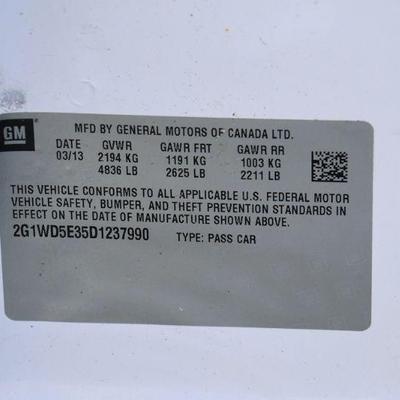 GM
MFD BY GENERAL MOTORS OF CANADA LTD.
DATE GVWR GAWR FRT GAWR RR
03/13 2194 KG 1191 KG 1003 KG
4836 LB 2625 LB 2211 LB
THIS VEHICLE CONFORMS TO ALL APPLICABLE U.S. FEDERAL MOTOR
VEHICLE SAFETY, BUMPER, AND THEFT PREVENTION STANDARDS IN
EFFECT ON THE DATE OF MANUFACTURE SHOWN ABOVE.
2G1WD5E35D1237990 TYPE: PASS CAR